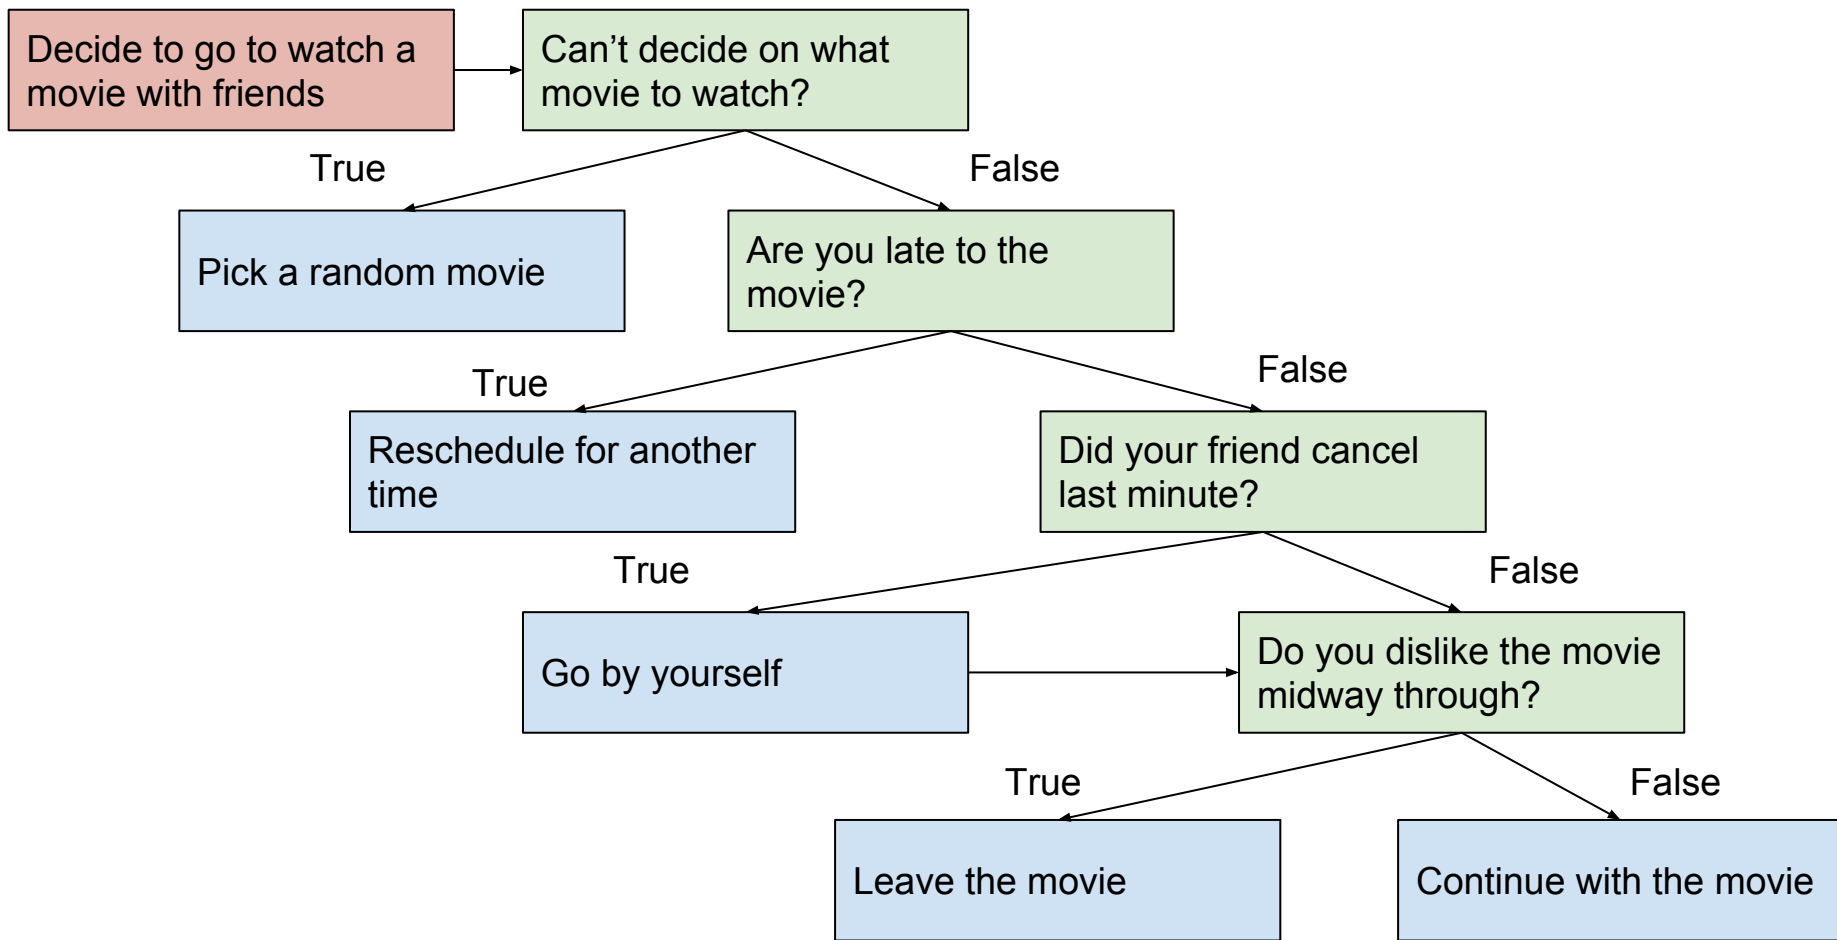 Decide to go to watch a
movie with friends
Can’t decide on what
movie to watch?
True
False
Pick a random movie
Are you late to the
movie?
True
False
Reschedule for another
time
Did your friend cancel
last minute?
True
False
Go by yourself
Do you dislike the movie
midway through?
True
False
Leave the movie
Continue with the movie